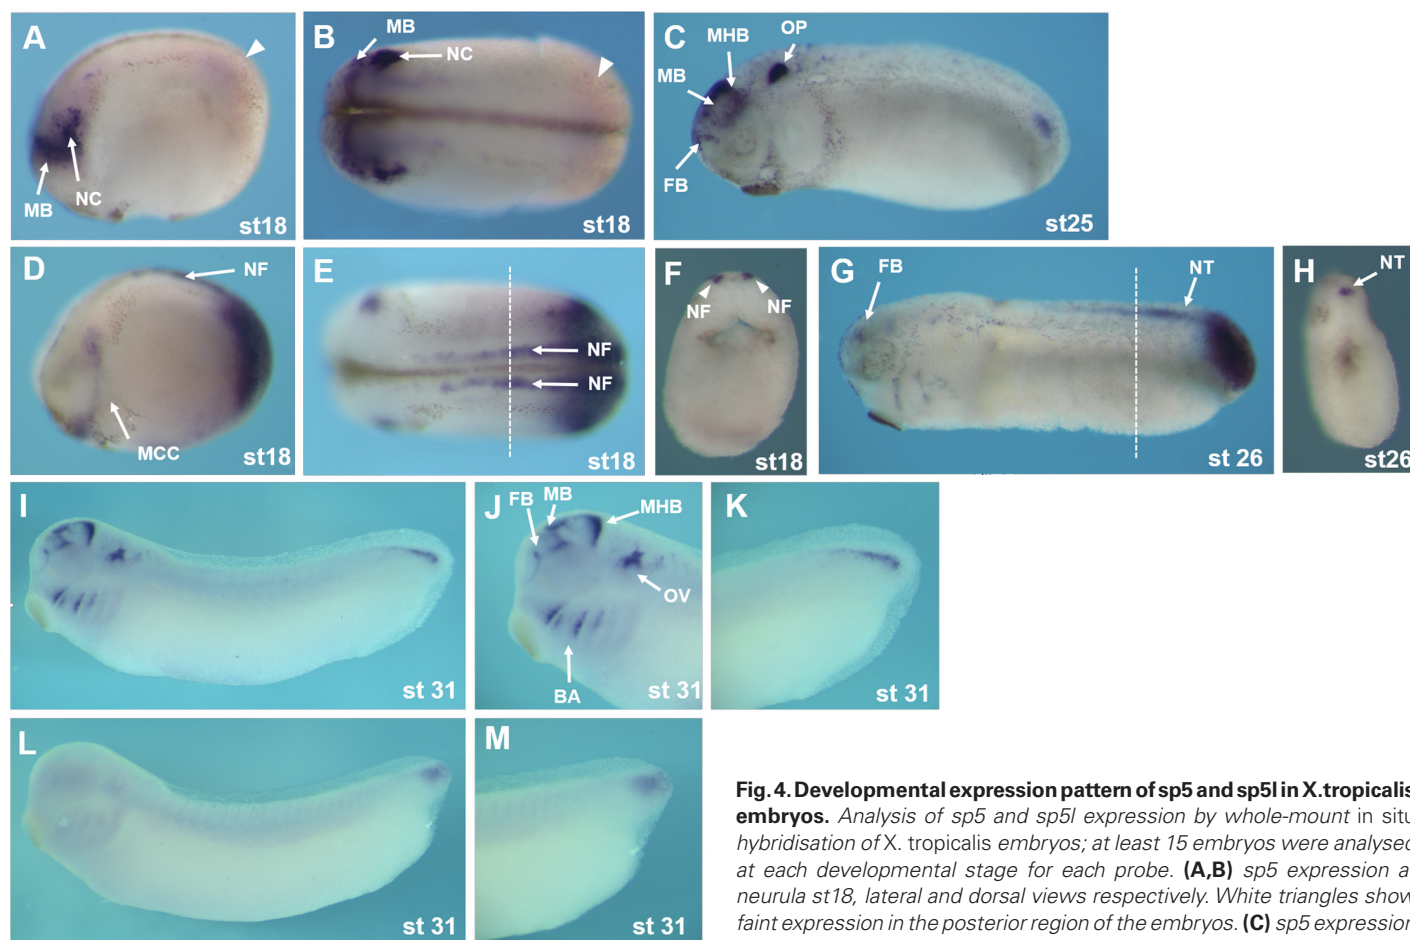 A
MB
NC
st18
B
MB
NC
st18
C
MHB
OP
MB
FB
st25
D
NF
MCC
st18
E
NF
NF
st18
F
NF
NF
st18
G
FB
NT
st 26
H
NT
st26
I
st 31
J
FB
MB
MHB
OV
BA
st 31
K
st 31
L
st 31
M
st 31
Fig. 4. Developmental expression pattern of sp5 and sp5l in X.tropicalis
embryos. Analysis of sp5 and sp5l expression by whole-mount in situ
hybridisation of X. tropicalis embryos; at least 15 embryos were analysed
at each developmental stage for each probe. (A,B) sp5 expression a
neurula st18, lateral and dorsal views respectively. White triangles show
faint expression in the posterior region of the embryos. (C) sp5 expression